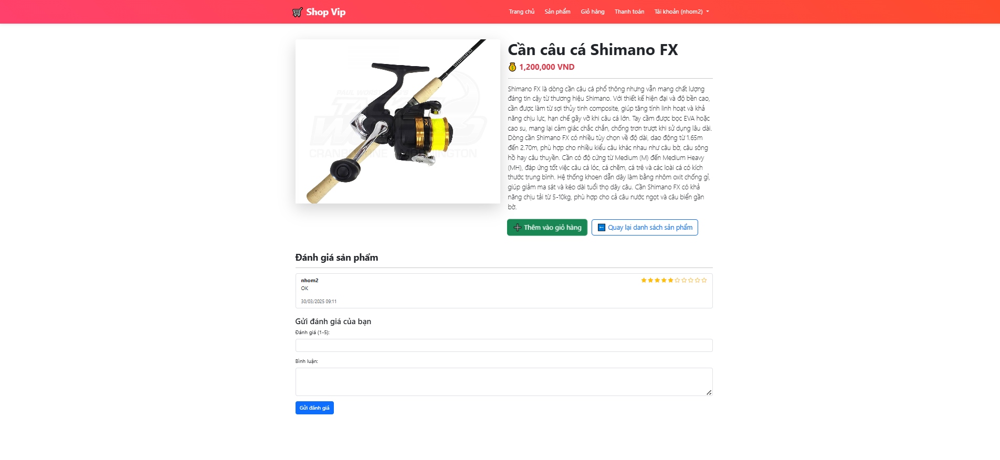 Shop Vip
Trang chủ Sản phẩm Giỏ hàng Thanh toán Tài khoản (nhom2)
Cần câu cá Shimano FX
1,200,000 VND
Shimano FX là dòng cần câu cá phổ thông nhưng vẫn mang chất lượng
đáng tin cậy từ thương hiệu Shimano. Với thiết kế hiện đại và độ bền cao,
cần được làm từ sợi thủy tinh composite, giúp tăng tính linh hoạt và khả
năng chịu lực, hạn chế gãy vỡ khi câu cá lớn. Tay cầm được bọc EVA hoặc
cao su, mang lại cảm giác chắc chắn, chống trơn trượt khi sử dụng lâu dài.
Dòng cần Shimano FX có nhiều tùy chọn về độ dài, dao động từ 1.65m
đến 2.70m, phù hợp cho nhiều kiểu câu khác nhau như câu bờ, câu sông
hồ hay câu thuyền. Cần có độ cứng từ Medium (M) đến Medium Heavy
(MH), đáp ứng tốt việc câu cá lóc, cá chẽm, cá trê và các loài cá có kích
thước trung bình. Hệ thống khoen dẫn dây làm bằng nhôm oxit chống gỉ,
giúp giảm ma sát và kéo dài tuổi thọ dây câu. Cần Shimano FX có khả
năng chịu tải từ 5-10kg, phù hợp cho cả câu nước ngọt và câu biển gần
bờ.
Thêm vào giỏ hàng Quay lại danh sách sản phẩm
Đánh giá sản phẩm
nhom2
OK
30/03/2025 09:11
Gửi đánh giá của bạn
Đánh giá (1-5):
Bình luận:
Gửi đánh giá